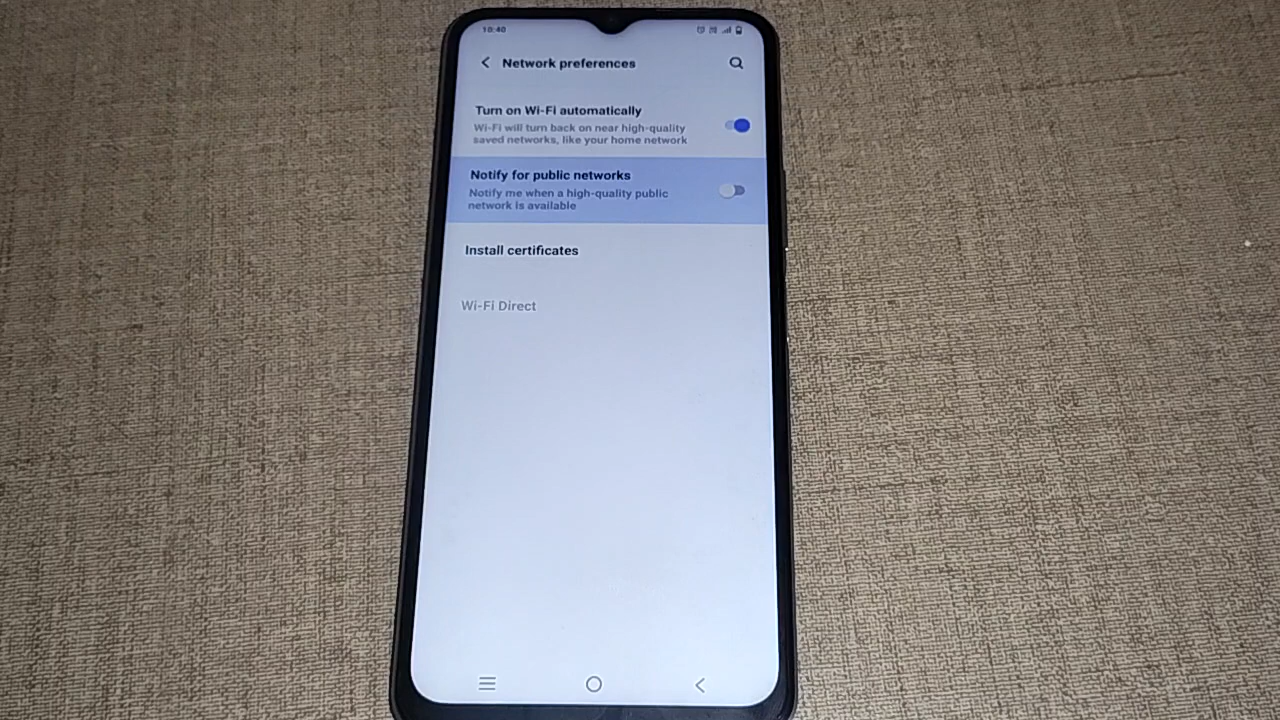 10:40
Network preferences
Turn on Wi-Fi automatically
Wi-Fi will turn back on near high-quality
saved networks, like your home network
Notify for public networks
Notify me when a high-quality public
network is available
Install certificates
Wi-Fi Direct